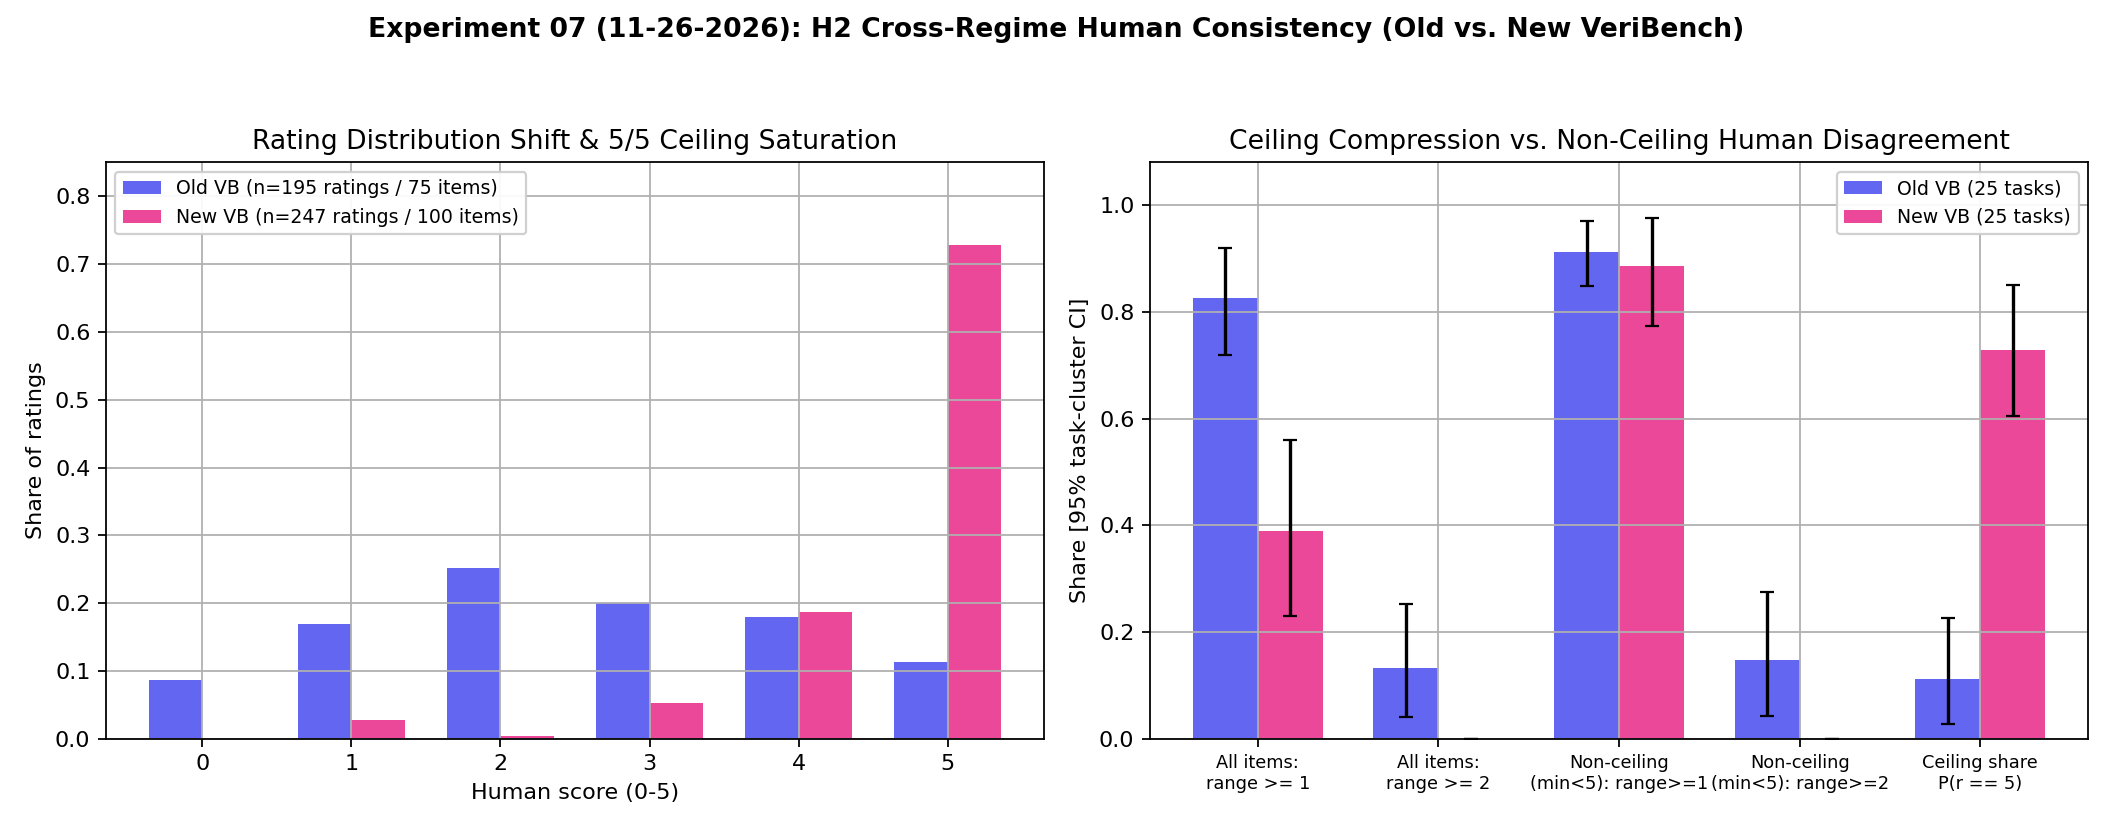 Experiment 07 (11-26-2026): H2 Cross-Regime Human Consistency (Old vs. New VeriBench)
Rating Distribution Shift & 5/5 Ceiling Saturation
Old VB (n=195 ratings / 75 items)
New VB (n=247 ratings / 100 items)
Share of ratings
0.8
0.7
0.6
0.5
0.4
0.3
0.2
0.1
0.0
0 1 2 3 4 5
Human score (0-5)
Ceiling Compression vs. Non-Ceiling Human Disagreement
Old VB (25 tasks)
New VB (25 tasks)
Share [95% task-cluster CI]
1.0
0.8
0.6
0.4
0.2
0.0
All items:
range >= 1
All items:
range >= 2
Non-ceiling
(min<5): range>=1
Non-ceiling
(min<5): range>=2
Ceiling share
P(r == 5)